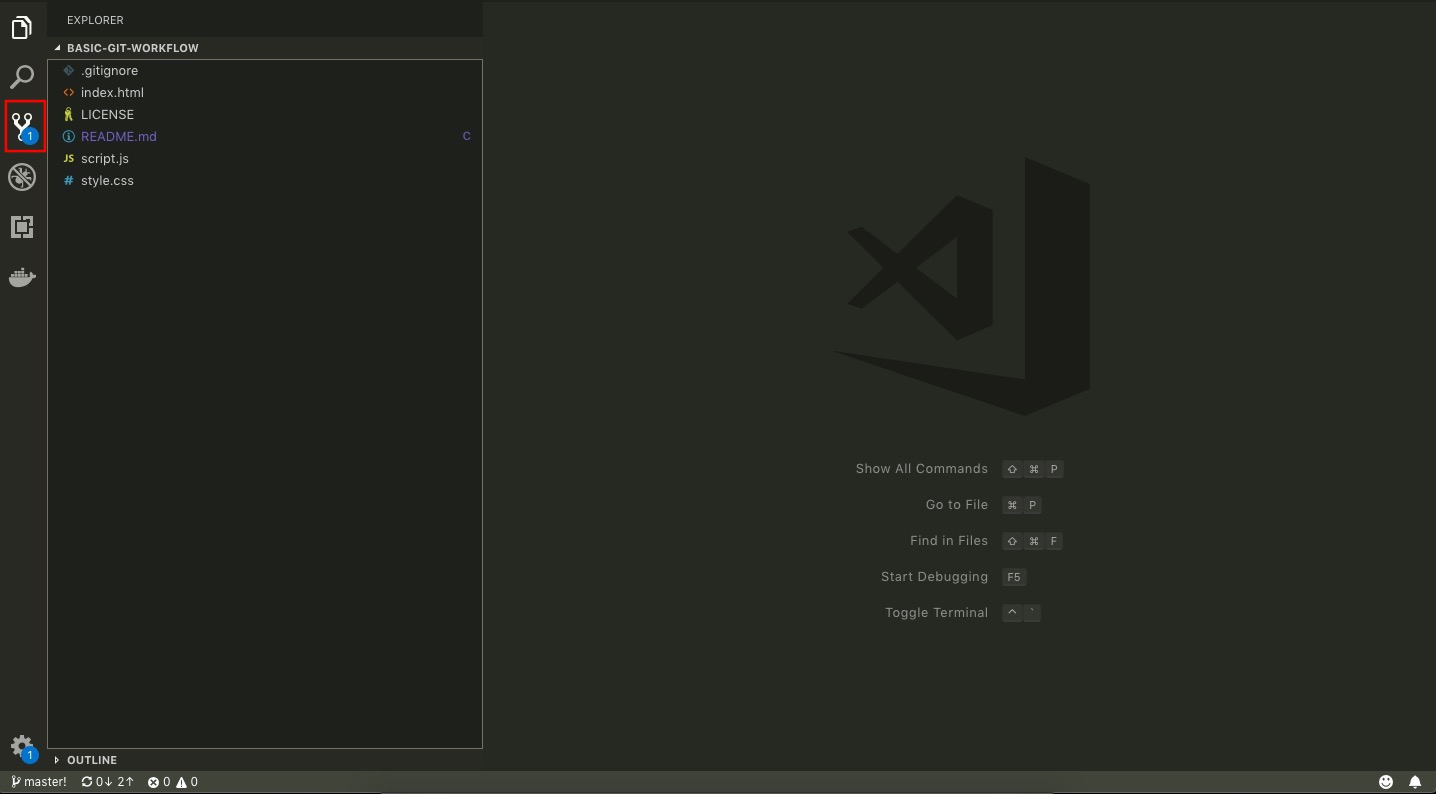 EXPLORER
BASIC-GIT-WORKFLOW
.gitignore
<> index.html
LICENSE
README.md C
JS script.js
# style.css
1
Show All Commands ⇧ ⌘ P
Go to File ⌘ P
Find in Files ⇧ ⌘ F
Start Debugging F5
Toggle Terminal ^ `
1
OUTLINE
master! 0↓ 2↑ 0 0